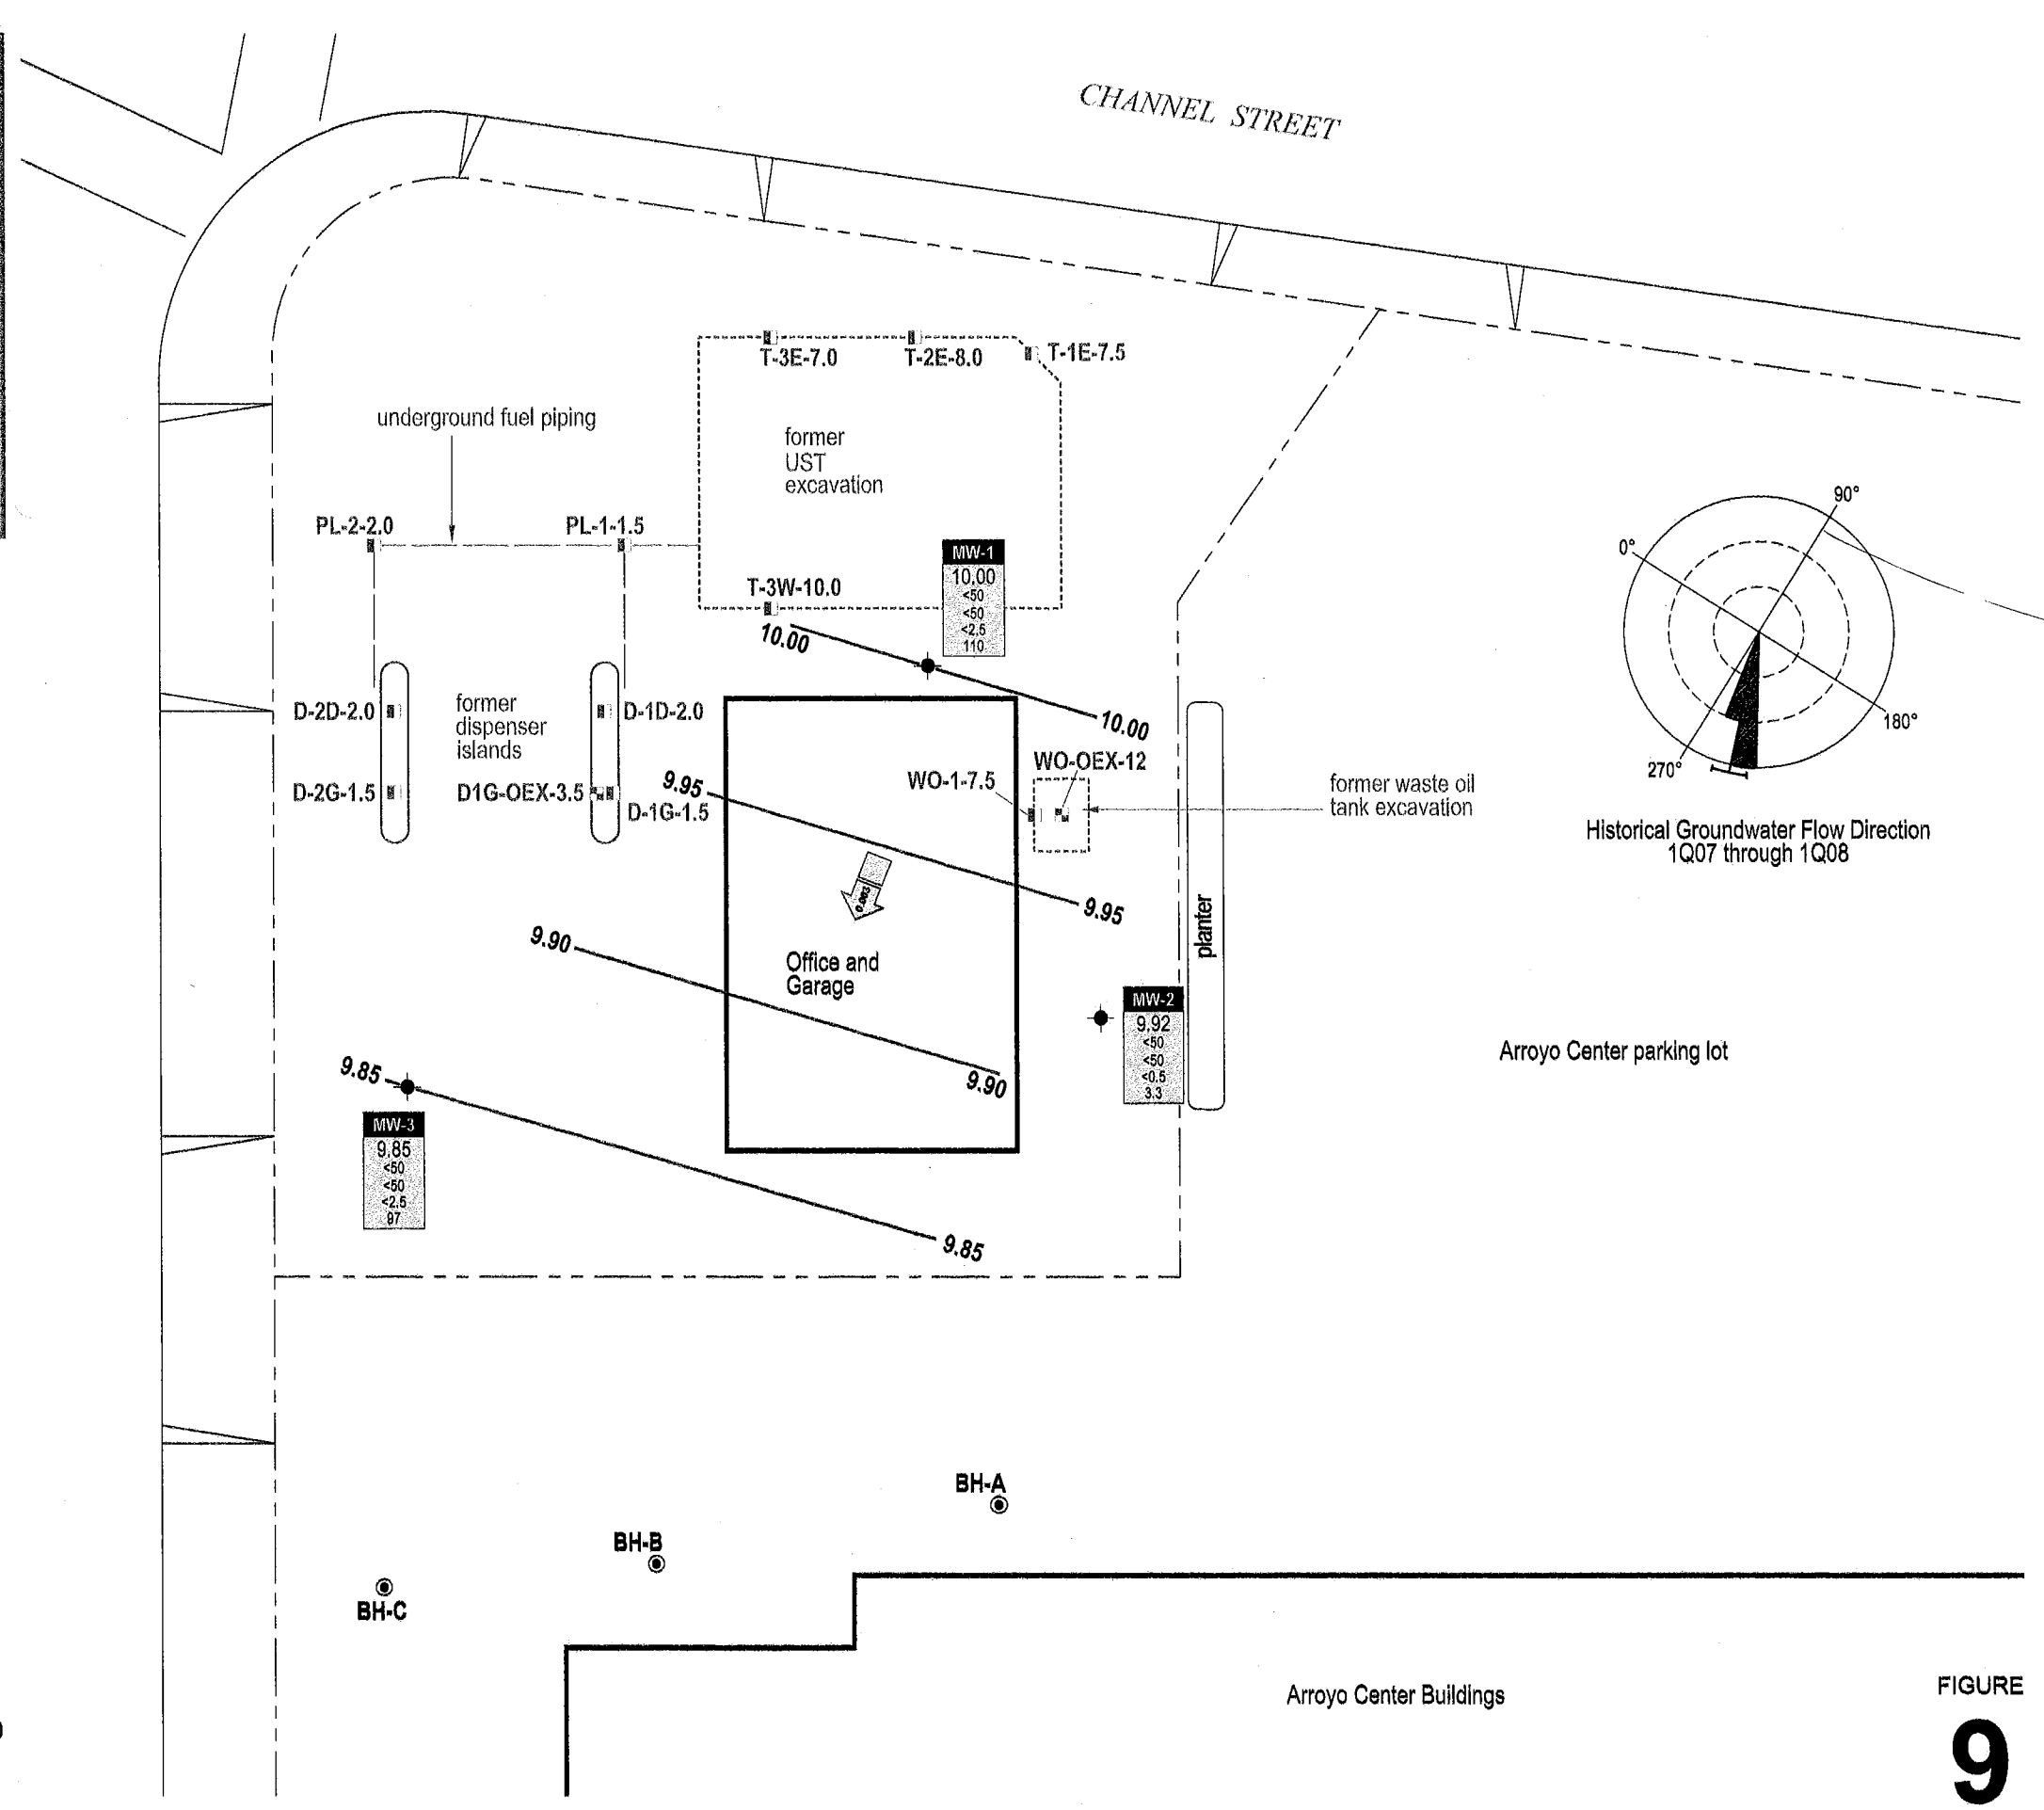 CHANNEL STREET
T-3E-7.0
T-2E-8.0
T-1E-7.5
underground fuel piping
former
UST
excavation
PL-2-2.0
PL-1-1.5
T-3W-10.0
MW-1
10.00
<50
<50
<2.5
110
10.00
10.00
90°
0°
180°
270°
Historical Groundwater Flow Direction
1Q07 through 1Q08
D-2D-2.0
former
dispenser
islands
D-1D-2.0
D-2G-1.5
D1G-OEX-3.5
D-1G-1.5
9.95
WO-1-7.5
WO-OEX-12
former waste oil
tank excavation
0.003
9.95
9.90
Office and
Garage
9.90
planter
MW-2
9.92
<50
<50
<0.5
3.3
Arroyo Center parking lot
9.85
MW-3
9.85
<50
<50
<2.5
97
9.85
BH-A
BH-B
BH-C
Arroyo Center Buildings
FIGURE
9